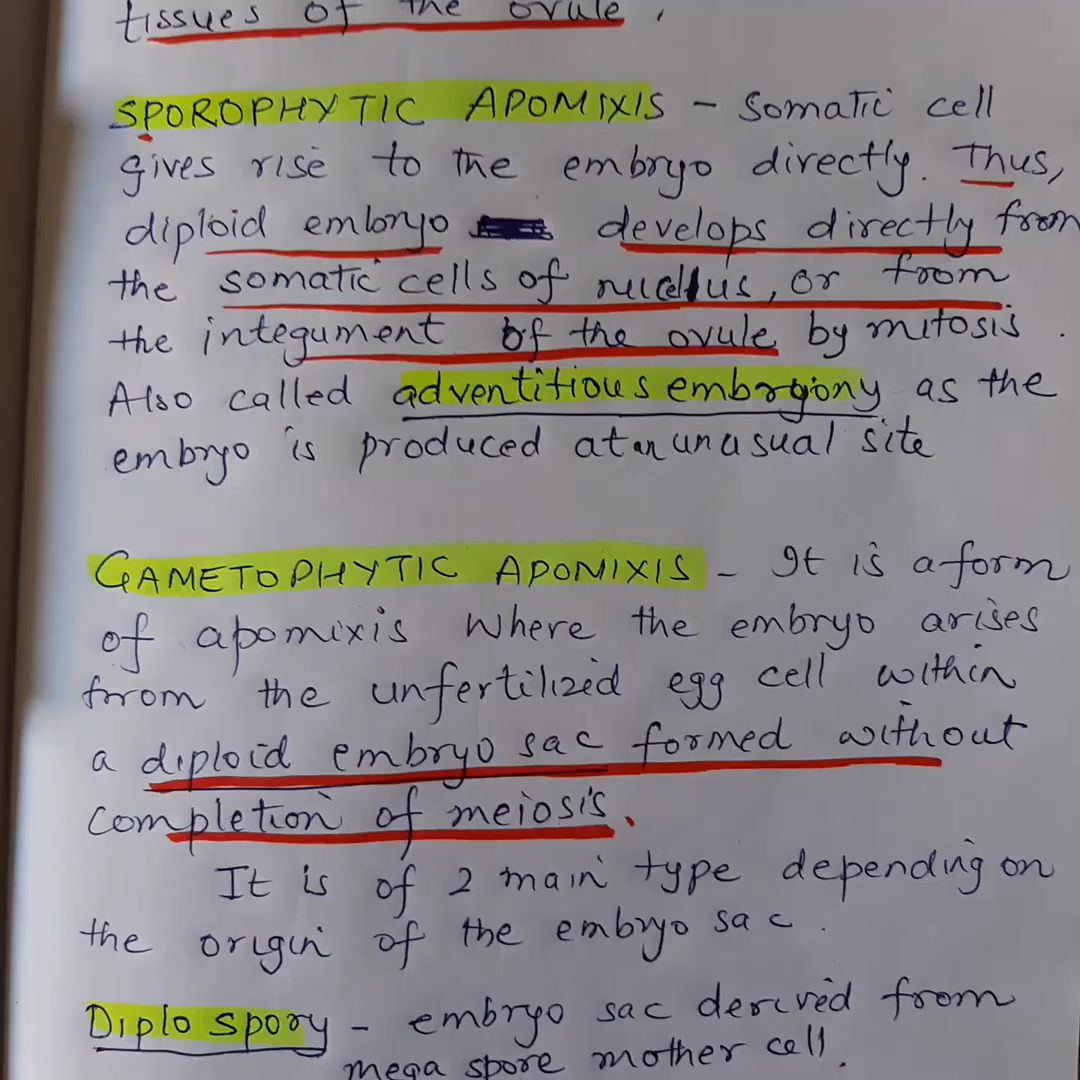 tissues of the ovule.
SPOROPHYTIC APOMIXIS - Somatic cell
gives rise to the embryo directly. Thus,
diploid embryo develops directly from
the somatic cells of nucellus, or from
the integument of the ovule by mitosis.
Also called adventitious embryony as the
embryo is produced at an unusual site
GAMETOPHYTIC APOMIXIS - It is a form
of apomixis where the embryo arises
from the unfertilized egg cell within
a diploid embryo sac formed without
completion of meiosis.
It is of 2 main type depending on
the origin of the embryo sac.
Diplo spory - embryo sac derived from
mega spore mother cell.